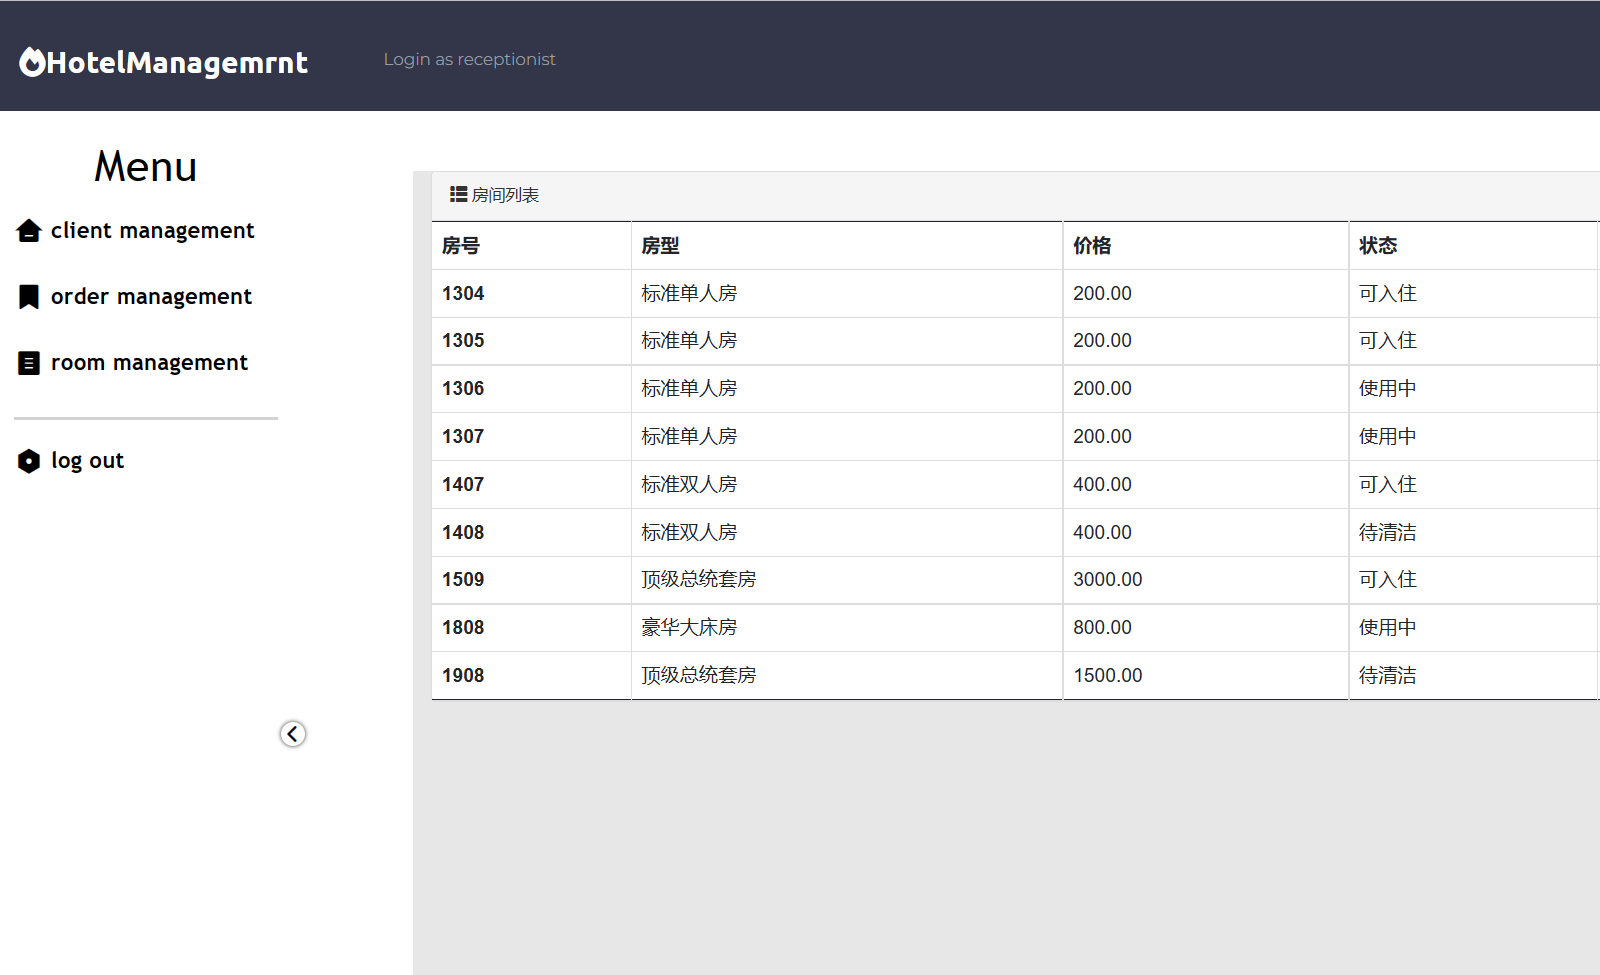 HotelManagemrnt
Login as receptionist
Menu
client management
order management
room management
log out
房间列表
房号 房型 价格 状态
1304 标准单人房 200.00 可入住
1305 标准单人房 200.00 可入住
1306 标准单人房 200.00 使用中
1307 标准单人房 200.00 使用中
1407 标准双人房 400.00 可入住
1408 标准双人房 400.00 待清洁
1509 顶级总统套房 3000.00 可入住
1808 豪华大床房 800.00 使用中
1908 顶级总统套房 1500.00 待清洁